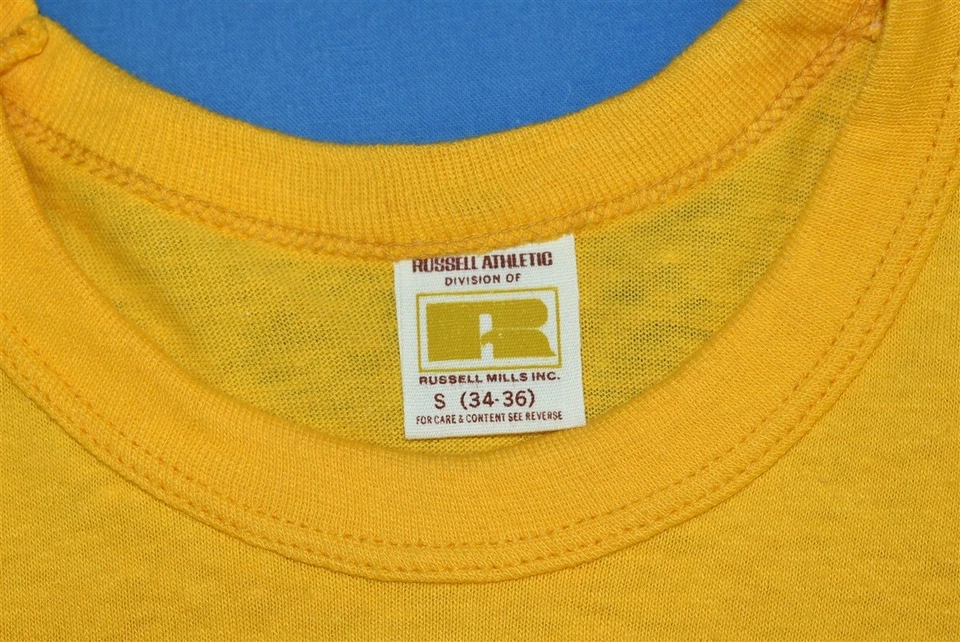 RUSSELL ATHLETIC
DIVISION OF
R
RUSSELL MILLS INC.
S (34-36)
FOR CARE & CONTENT SEE REVERSE